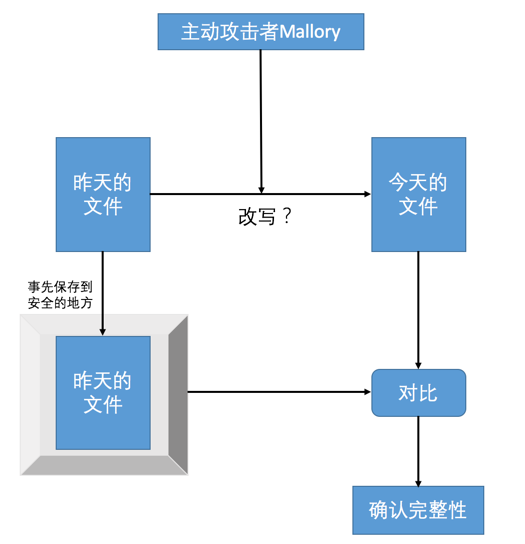 主动攻击者Mallory
昨天的
文件
今天的
文件
改写？
事先保存到
安全的地方
昨天的
文件
对比
确认完整性